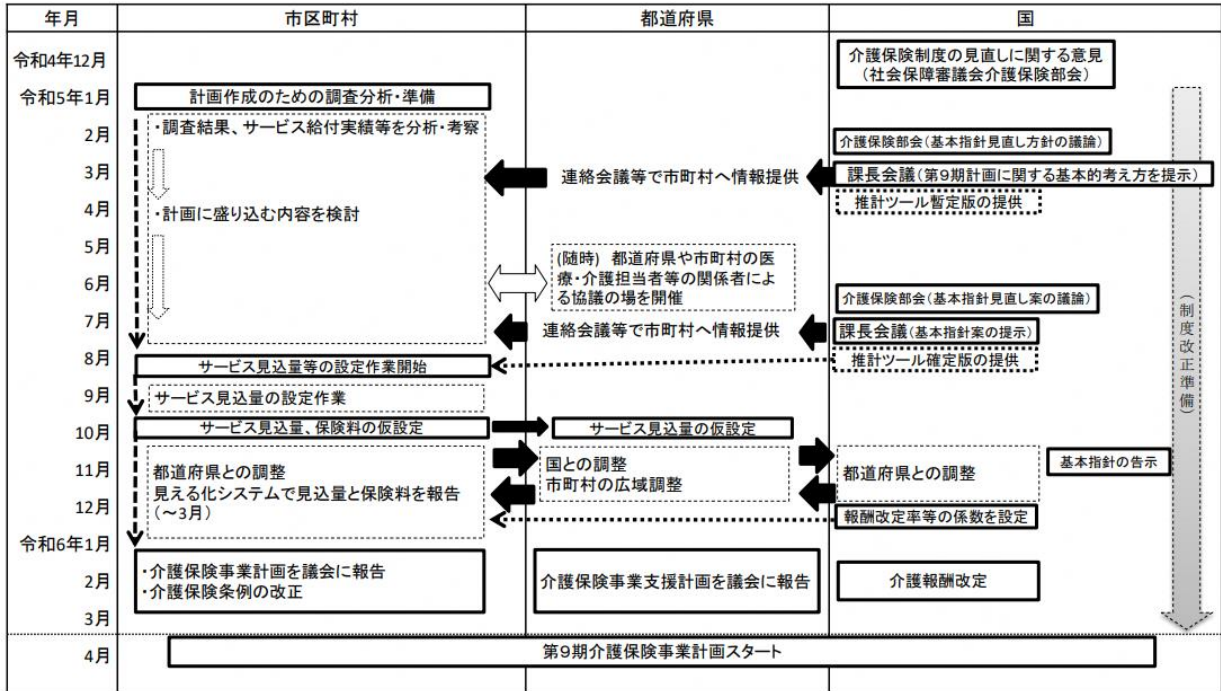 年月
市区町村
都道府県
国
令和4年12月
介護保険制度の見直しに関する意見
（社会保障審議会介護保険部会）
令和5年1月
計画作成のための調査分析・準備
2月
・調査結果、サービス給付実績等を分析・考察
介護保険部会（基本指針見直し方針の議論）
3月
連絡会議等で市町村へ情報提供
課長会議（第9期計画に関する基本的考え方を提示）
4月
・計画に盛り込む内容を検討
推計ツール暫定版の提供
5月
6月
(随時)　都道府県や市町村の医
療・介護担当者等の関係者によ
る協議の場を開催
介護保険部会（基本指針見直し案の議論）
7月
連絡会議等で市町村へ情報提供
課長会議（基本指針案の提示）
（制度改正準備）
8月
サービス見込量等の設定作業開始
推計ツール確定版の提供
9月
サービス見込量の設定作業
10月
サービス見込量、保険料の仮設定
サービス見込量の仮設定
11月
都道府県との調整
見える化システムで見込量と保険料を報告
（～3月）
国との調整
市町村の広域調整
都道府県との調整
基本指針の告示
12月
報酬改定率等の係数を設定
令和6年1月
2月
・介護保険事業計画を議会に報告
・介護保険条例の改正
介護保険事業支援計画を議会に報告
介護報酬改定
3月
4月
第9期介護保険事業計画スタート